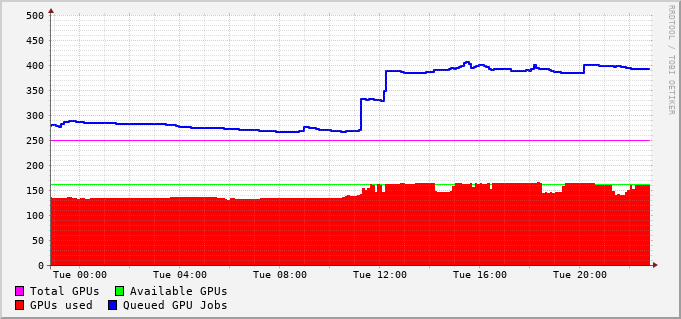 500
450
400
350
300
250
200
150
100
50
0
Tue 00:00 Tue 04:00 Tue 08:00 Tue 12:00 Tue 16:00 Tue 20:00
Total GPUs Available GPUs
GPUs used Queued GPU Jobs
RRDTOOL / TOBI OETIKER